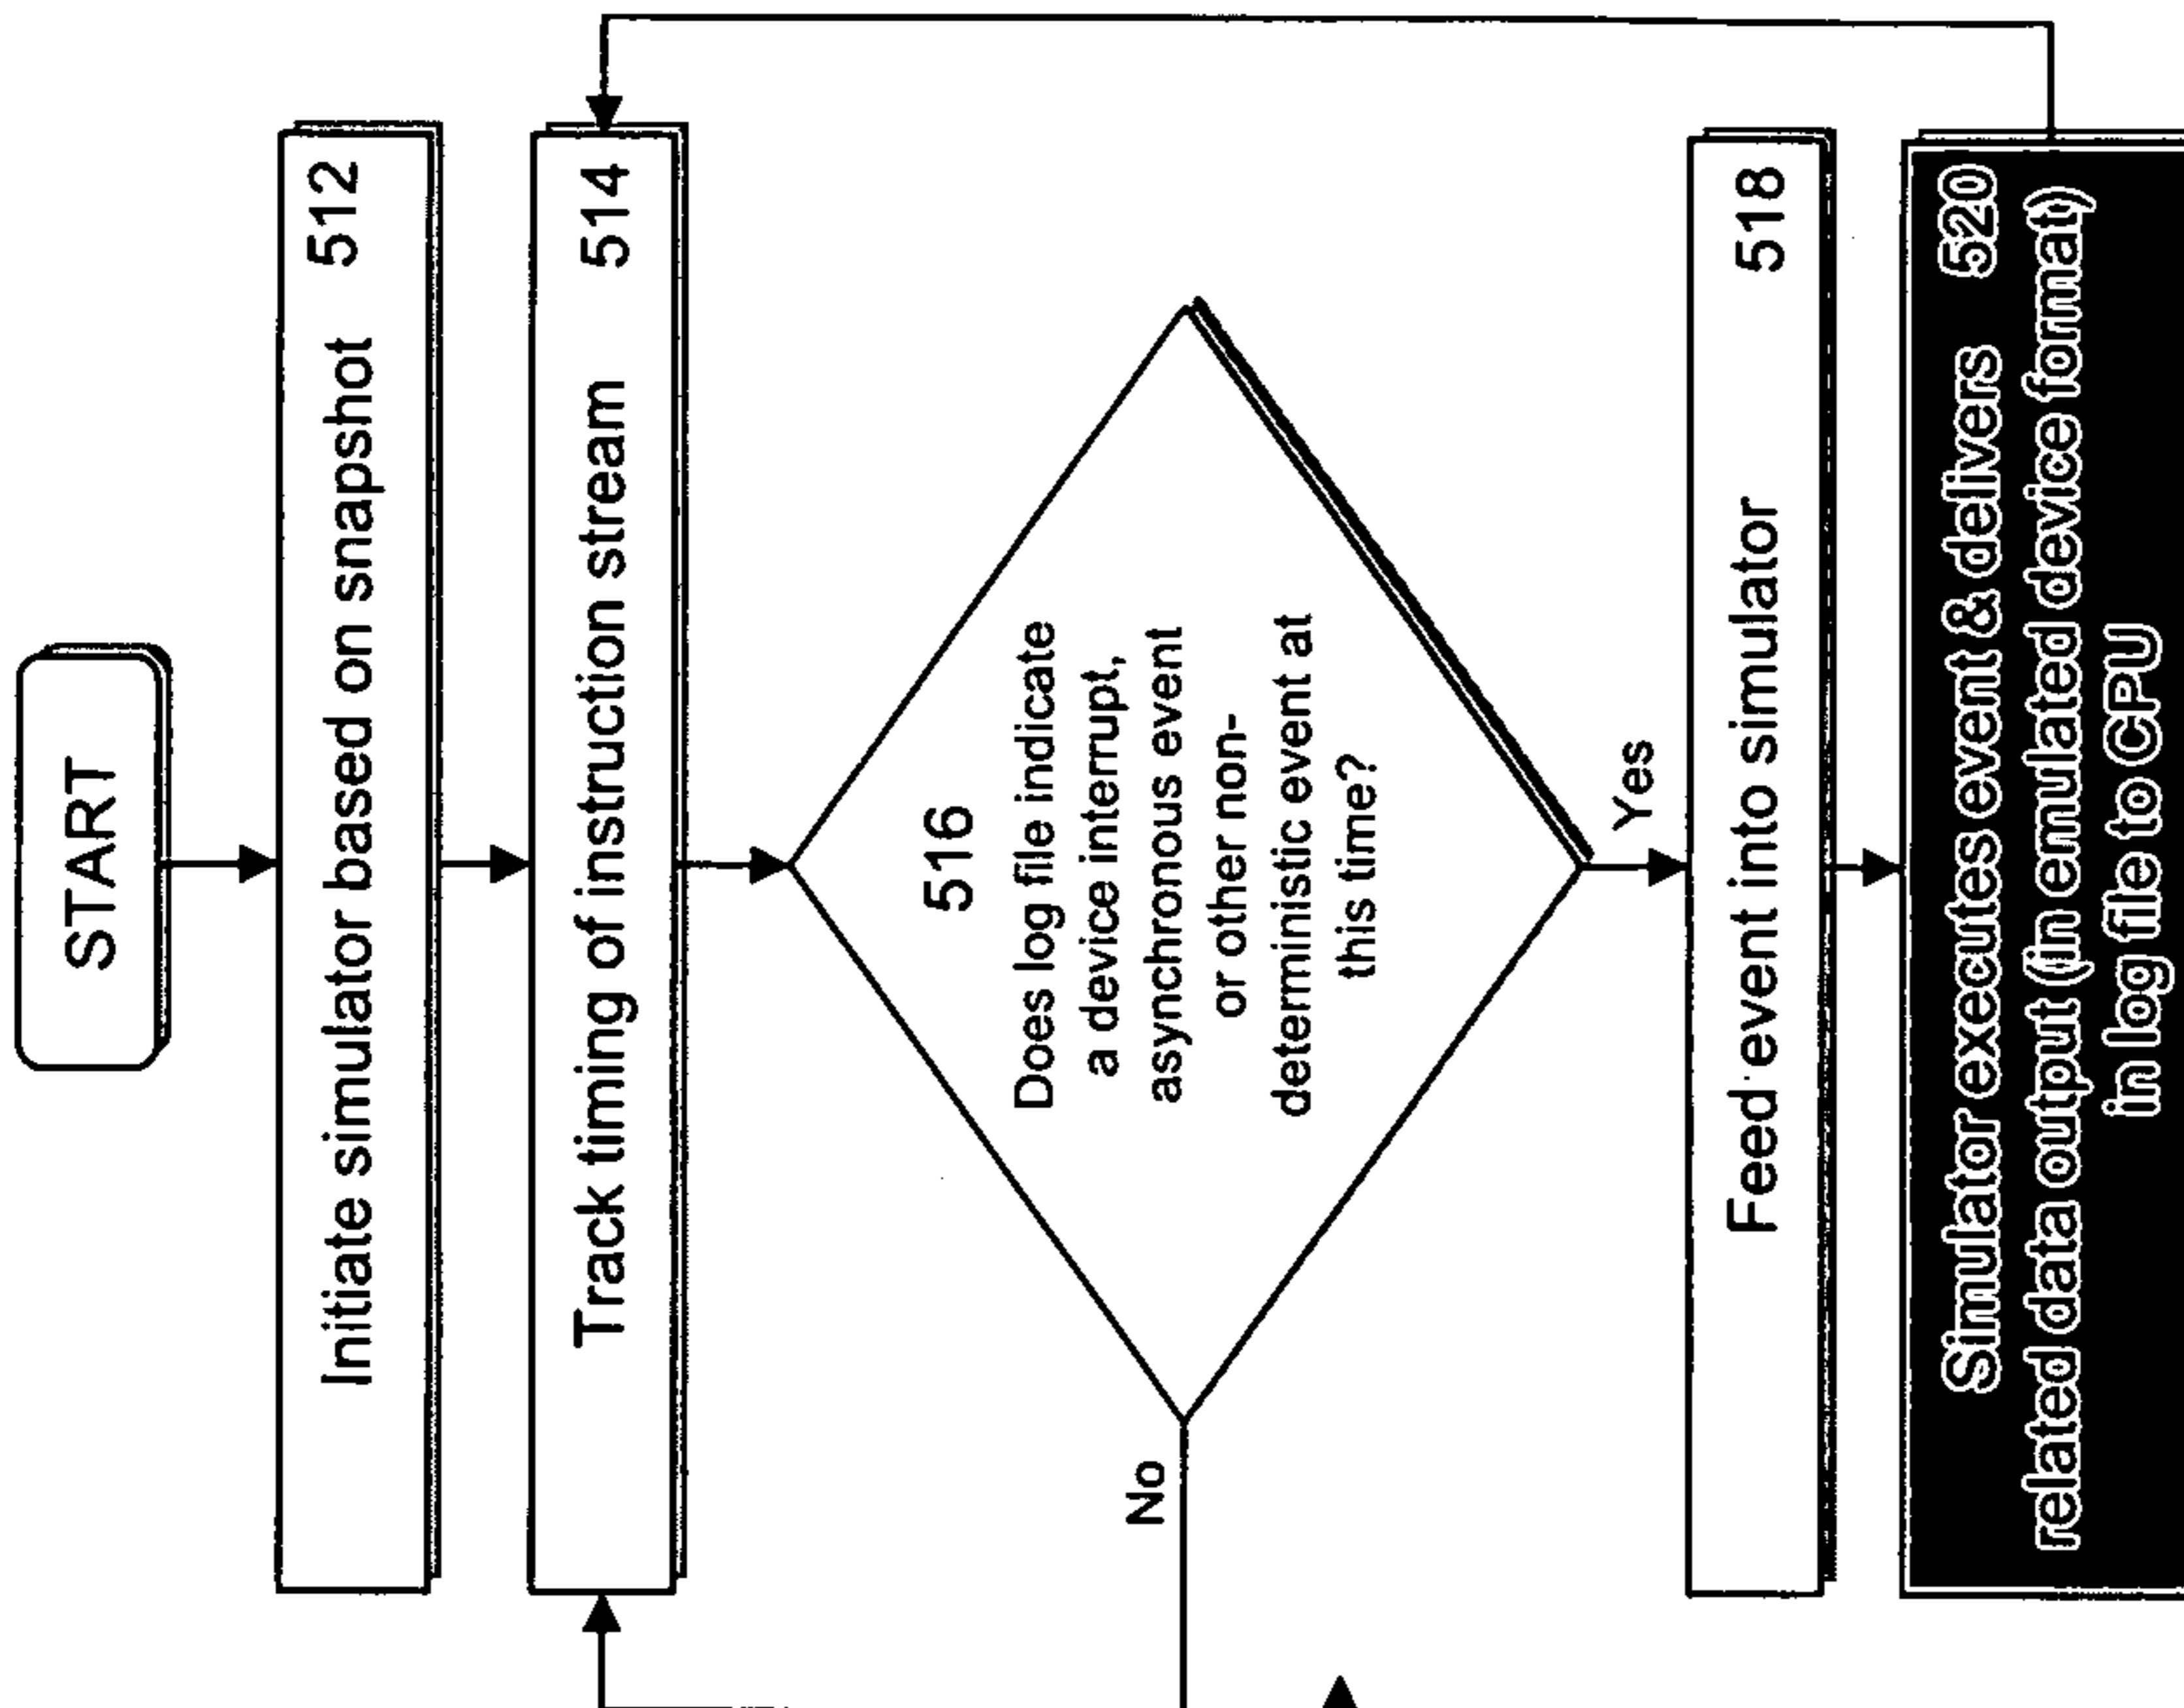 START
Initiate simulator based on snapshot 512
Track timing of instruction stream 514
516
Does log file indicate
a device interrupt,
asynchronous event
or other non-
deterministic event at
this time?
No
Yes
Feed event into simulator 518
Simulator executes event & delivers 520
related data output (in emulated device format)
in log file to CPU